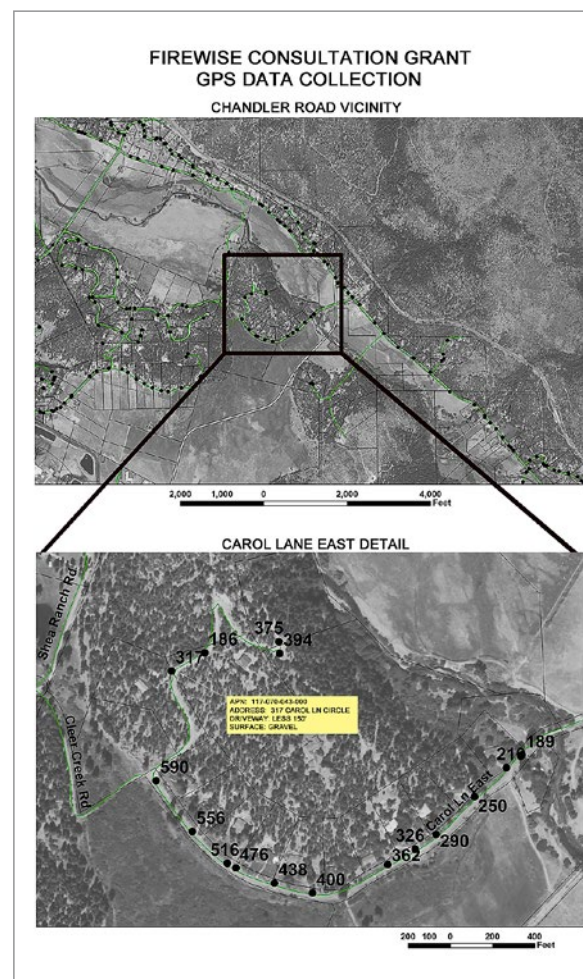 FIREWISE CONSULTATION GRANT
GPS DATA COLLECTION
CHANDLER ROAD VICINITY
2,000 1,000 0 2,000 4,000
Feet
CAROL LANE EAST DETAIL
Shea Ranch Rd
Cleer Creek Rd
375
394
186
317
APN: 117-070-043-000
ADDRESS: 317 CAROL LN CIRCLE
DRIVEWAY: LESS 150'
SURFACE: GRAVEL
590
189
Carol Ln East
250
556
326
290
516
476
362
438
400
200 100 0 200 400
Feet